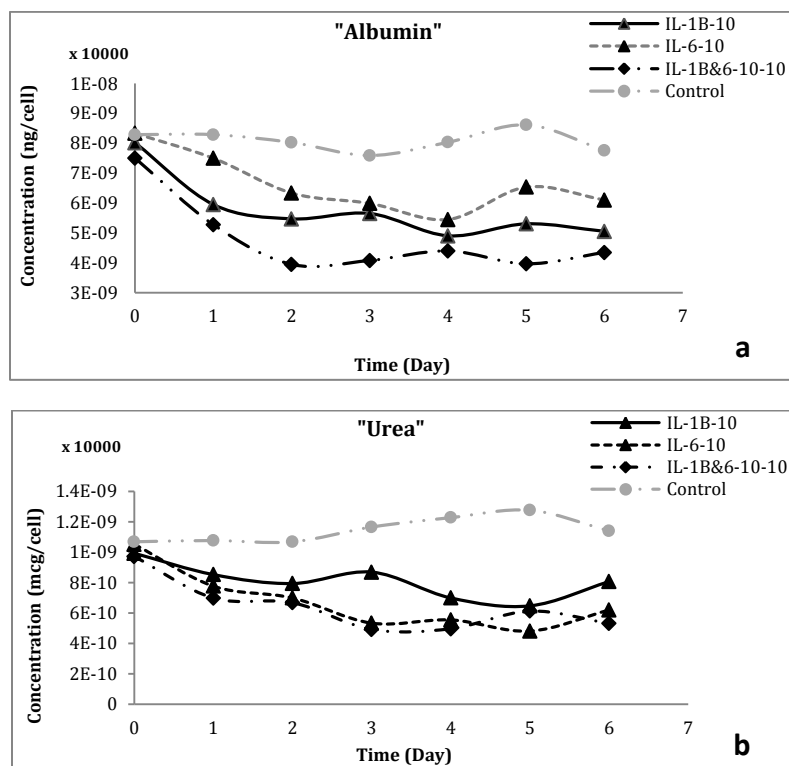 "Albumin"
x 10000
IL-1B-10
IL-6-10
IL-1B&6-10-10
Control
Concentration (ng/cell)
1E-08
9E-09
8E-09
7E-09
6E-09
5E-09
4E-09
3E-09
0 1 2 3 4 5 6 7
Time (Day)
a
"Urea"
x 10000
IL-1B-10
IL-6-10
IL-1B&6-10-10
Control
Concentration (mcg/cell)
1.4E-09
1.2E-09
1E-09
8E-10
6E-10
4E-10
2E-10
0
0 1 2 3 4 5 6 7
Time (Day)
b